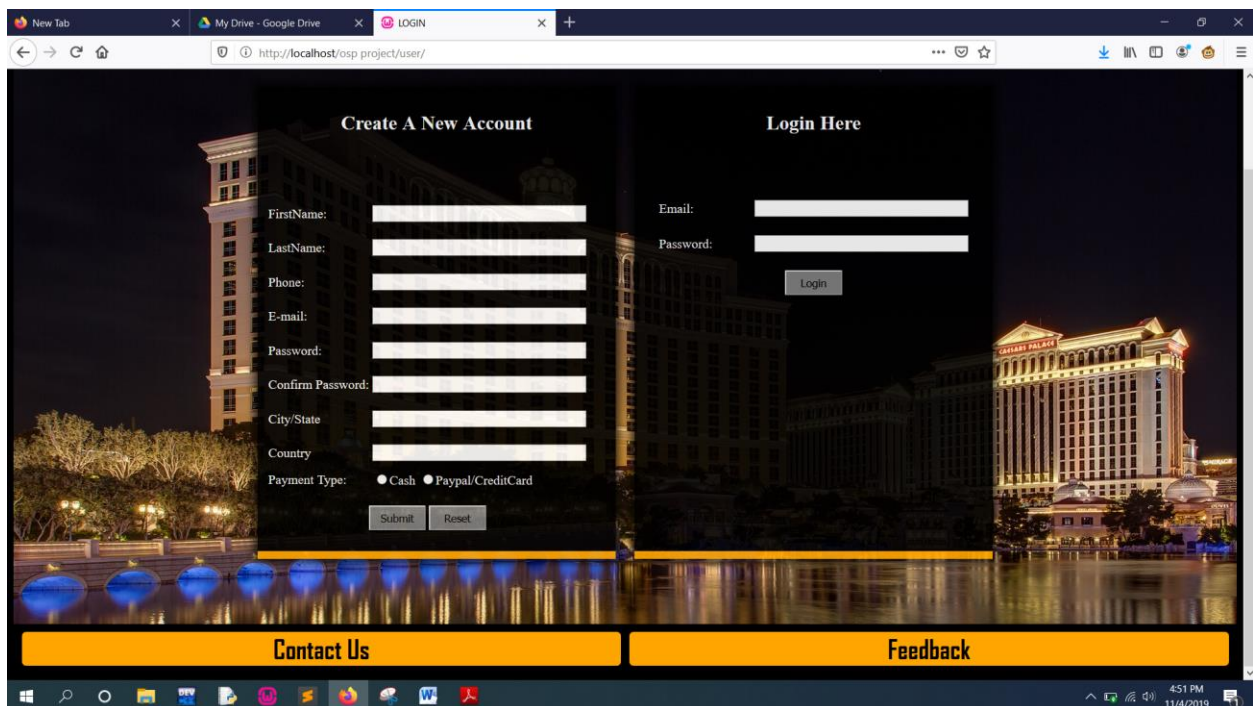 New Tab
My Drive - Google Drive
LOGIN
http://localhost/osp project/user/
Create A New Account
FirstName:
LastName:
Phone:
E-mail:
Password:
Confirm Password:
City/State
Country
Payment Type: Cash Paypal/CreditCard
Submit Reset
Login Here
Email:
Password:
Login
CAESARS PALACE
Contact Us
Feedback
4:51 PM
11/4/2019